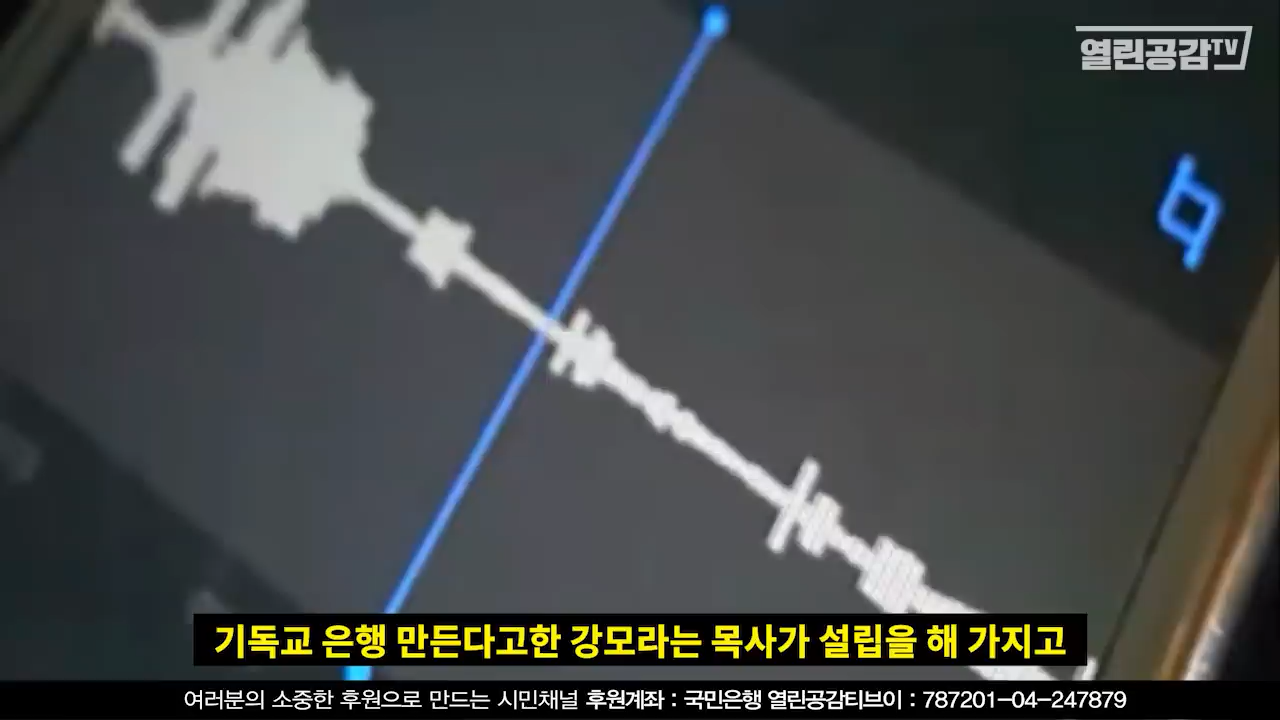 열린공감TV
기독교 은행 만든다고한 강모라는 목사가 설립을 해 가지고
여러분의 소중한 후원으로 만드는 시민채널 후원계좌 : 국민은행 열린공감티브이 : 787201-04-247879